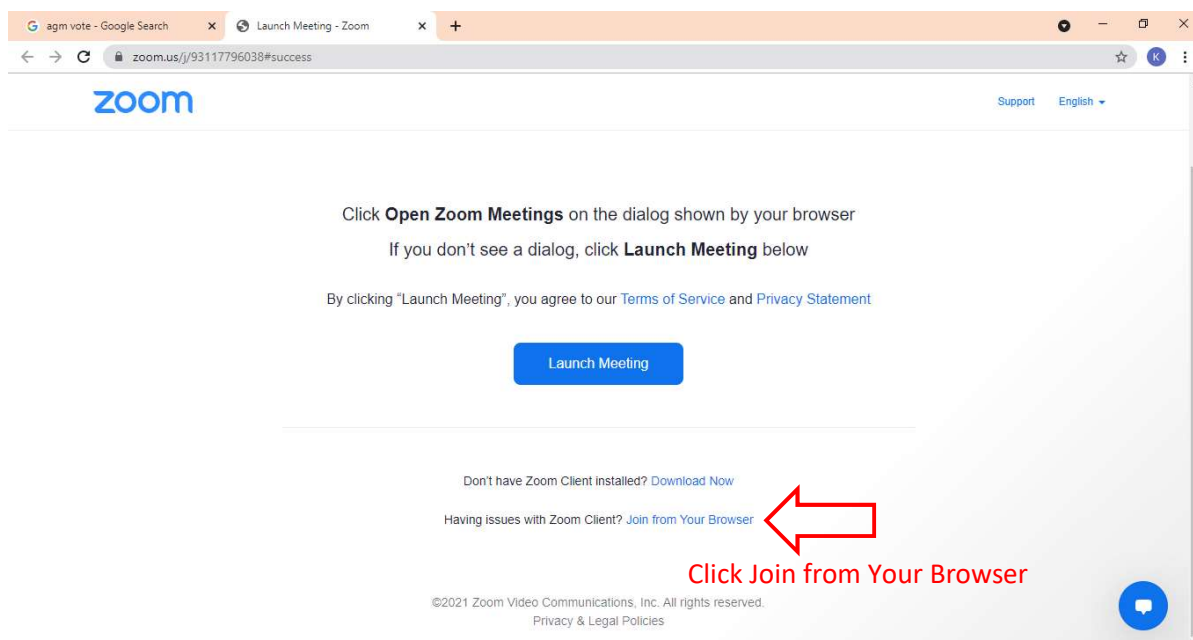 agm vote - Google Search
Launch Meeting - Zoom
zoom.us/j/93117796038#success
K
zoom
Support English
Click Open Zoom Meetings on the dialog shown by your browser
If you don't see a dialog, click Launch Meeting below
By clicking “Launch Meeting”, you agree to our Terms of Service and Privacy Statement
Launch Meeting
Don't have Zoom Client installed? Download Now
Having issues with Zoom Client? Join from Your Browser
Click Join from Your Browser
©2021 Zoom Video Communications, Inc. All rights reserved.
Privacy & Legal Policies